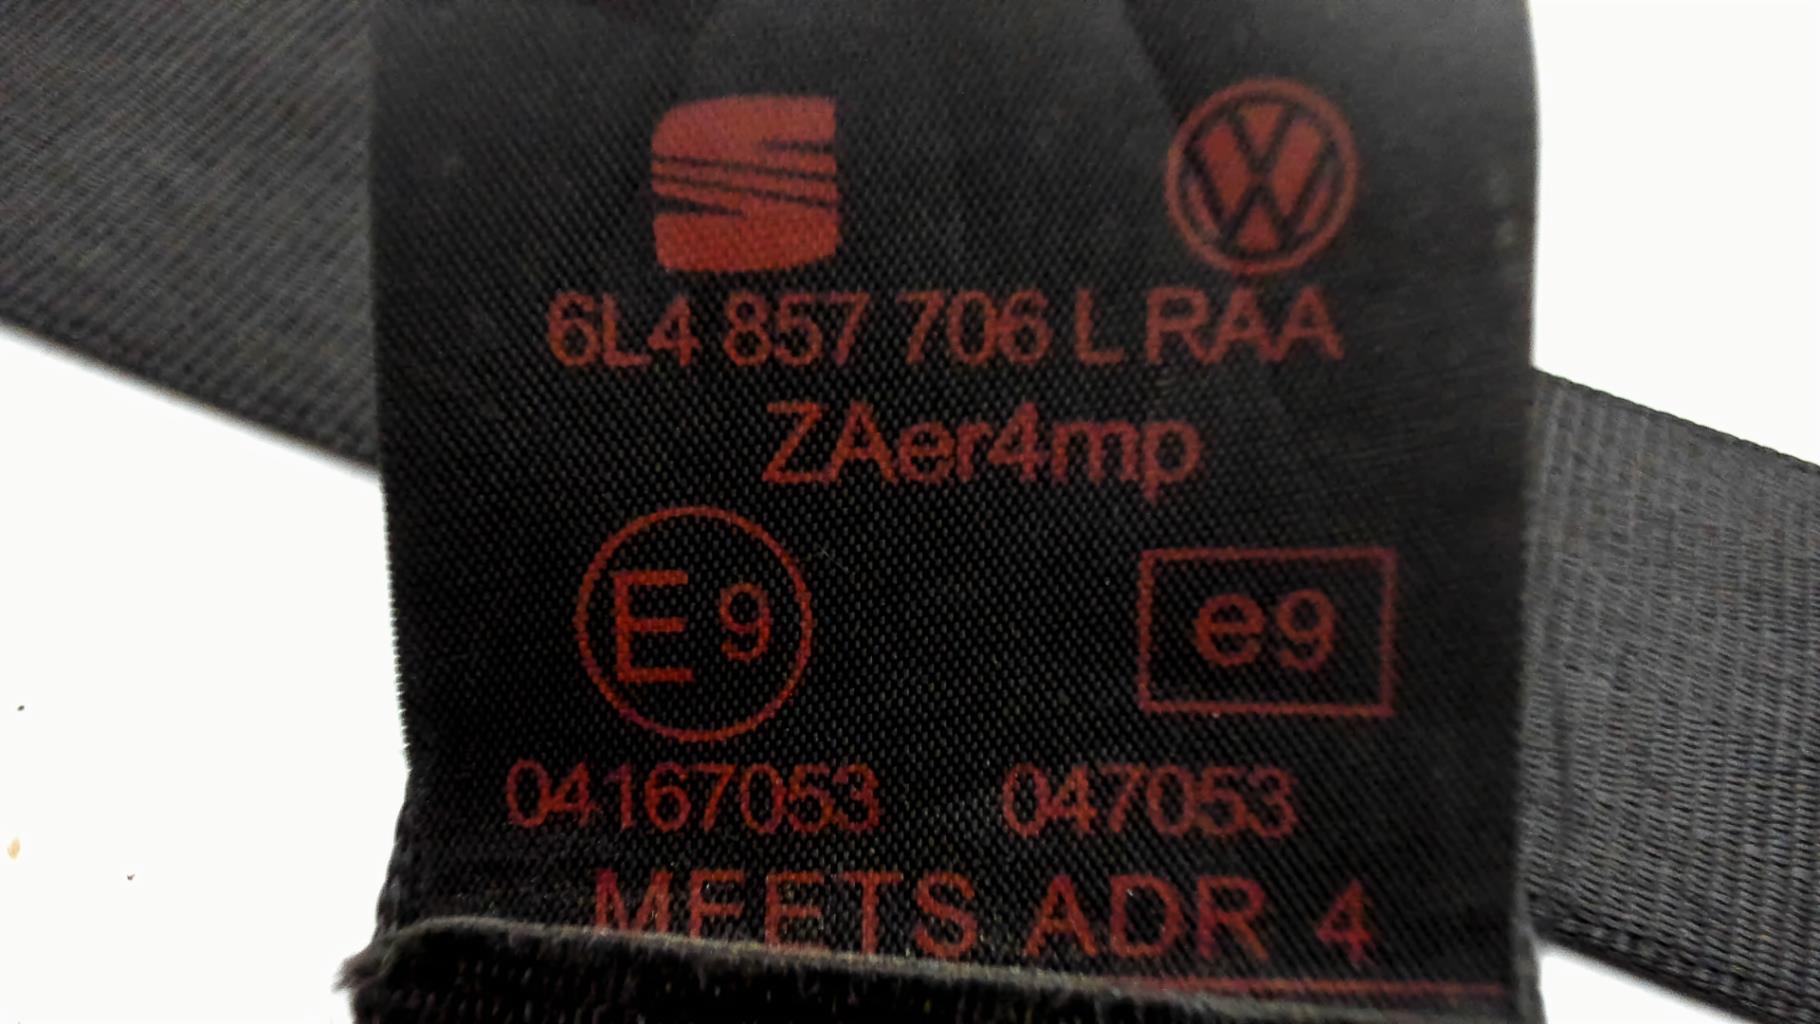 6L4 857 706 L RAA
ZAer4mp
E9 e9
04167053 047053
MEETS ADR 4